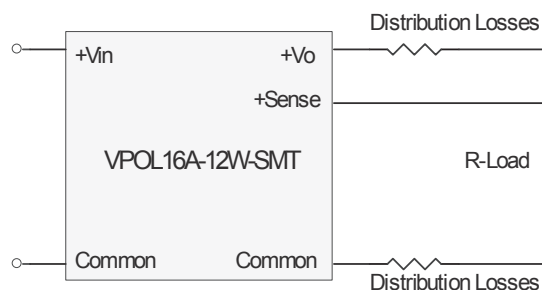 Distribution Losses
+Vin +Vo
+Sense
VPOL16A-12W-SMT R-Load
Common Common
Distribution Losses